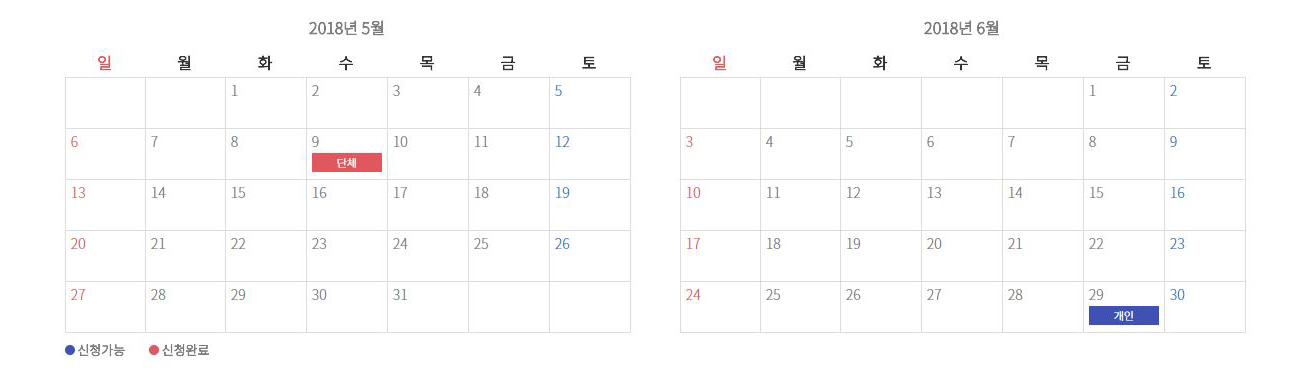 2018년 5월
일 월 화 수 목 금 토
1 2 3 4 5
6 7 8 9 10 11 12
단체
13 14 15 16 17 18 19
20 21 22 23 24 25 26
27 28 29 30 31
신청가능 신청완료
2018년 6월
일 월 화 수 목 금 토
1 2
3 4 5 6 7 8 9
10 11 12 13 14 15 16
17 18 19 20 21 22 23
24 25 26 27 28 29 30
개인